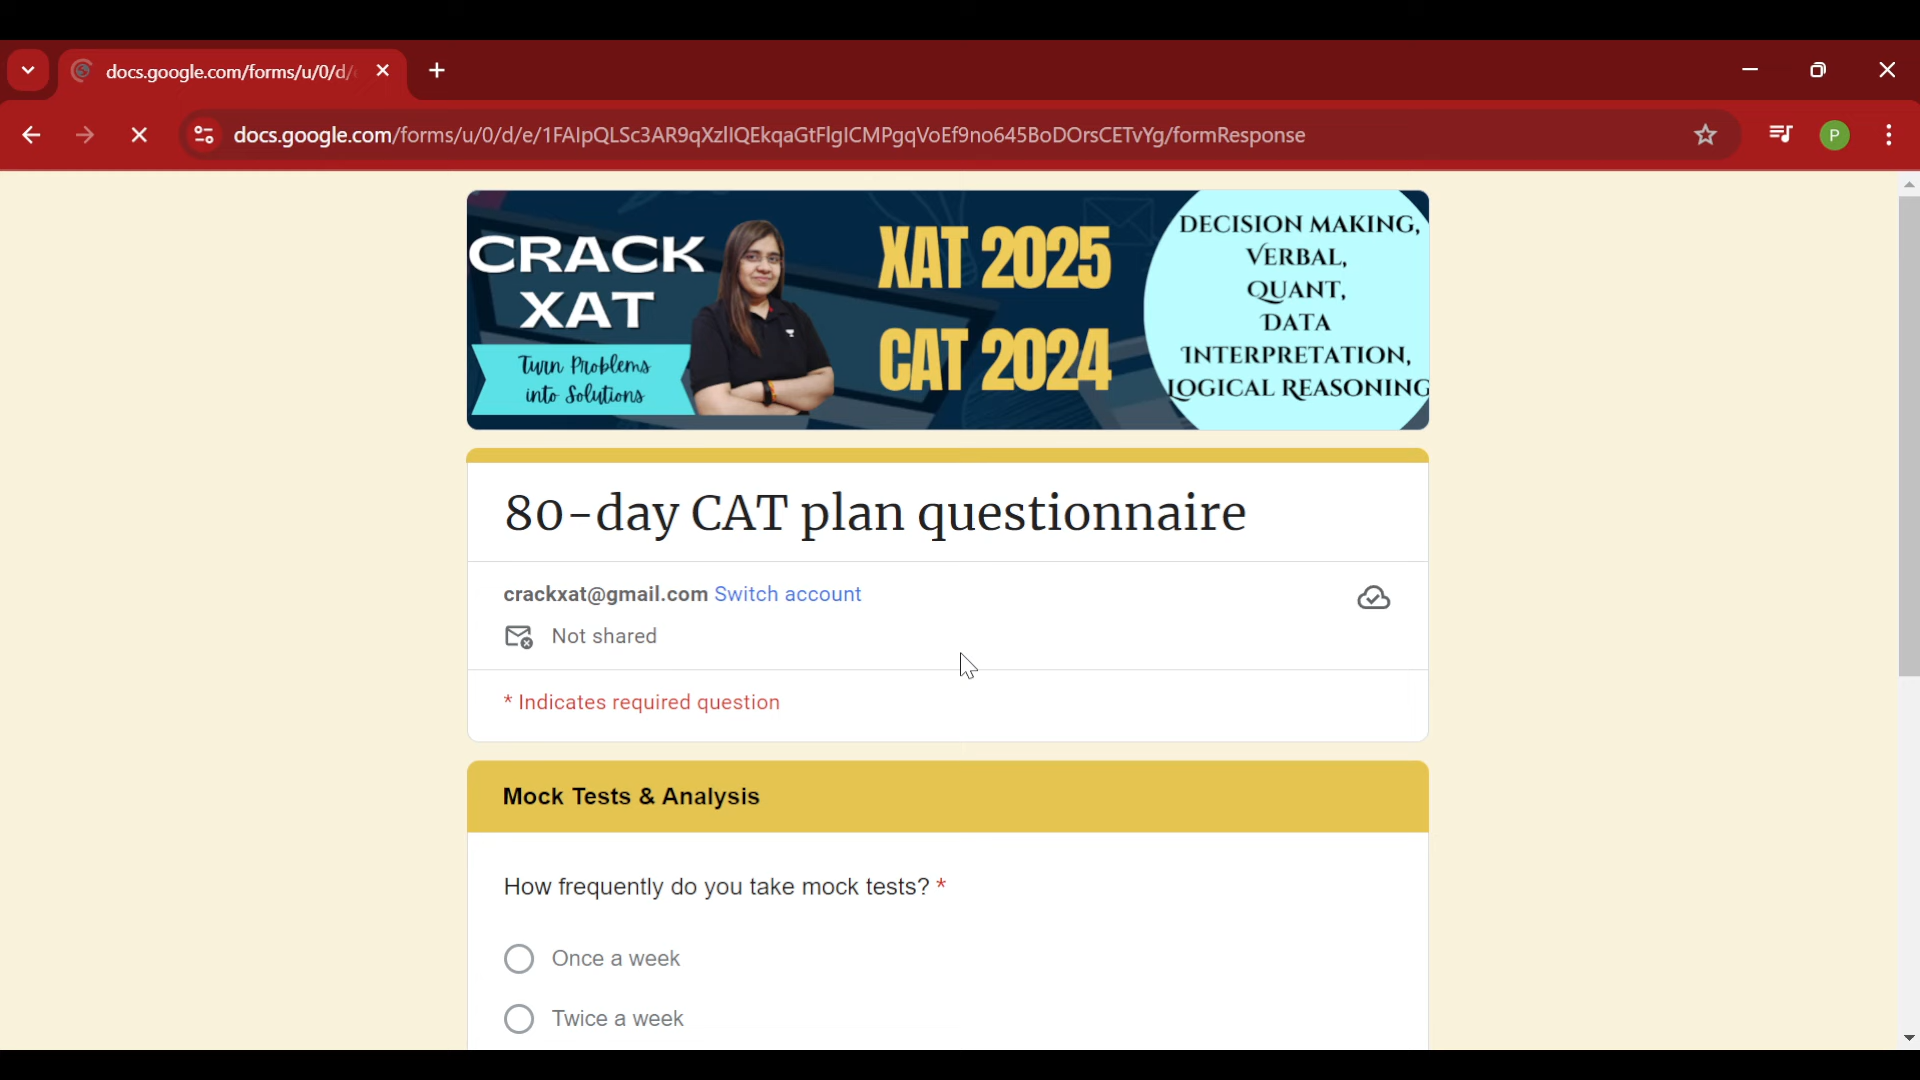 docs.google.com/forms/u/0/d/
docs.google.com/forms/u/0/d/e/1FAIpQLSc3AR9qXzlIQEkqaGtFlgICMPgqVoEf9no645BoDOrsCETvYg/formResponse
P
CRACK
XAT
Turn Problems
into Solutions
XAT 2025
CAT 2024
DECISION MAKING,
VERBAL,
QUANT,
DATA
INTERPRETATION,
LOGICAL REASONING
80-day CAT plan questionnaire
crackxat@gmail.com Switch account
Not shared
* Indicates required question
Mock Tests & Analysis
How frequently do you take mock tests? *
Once a week
Twice a week